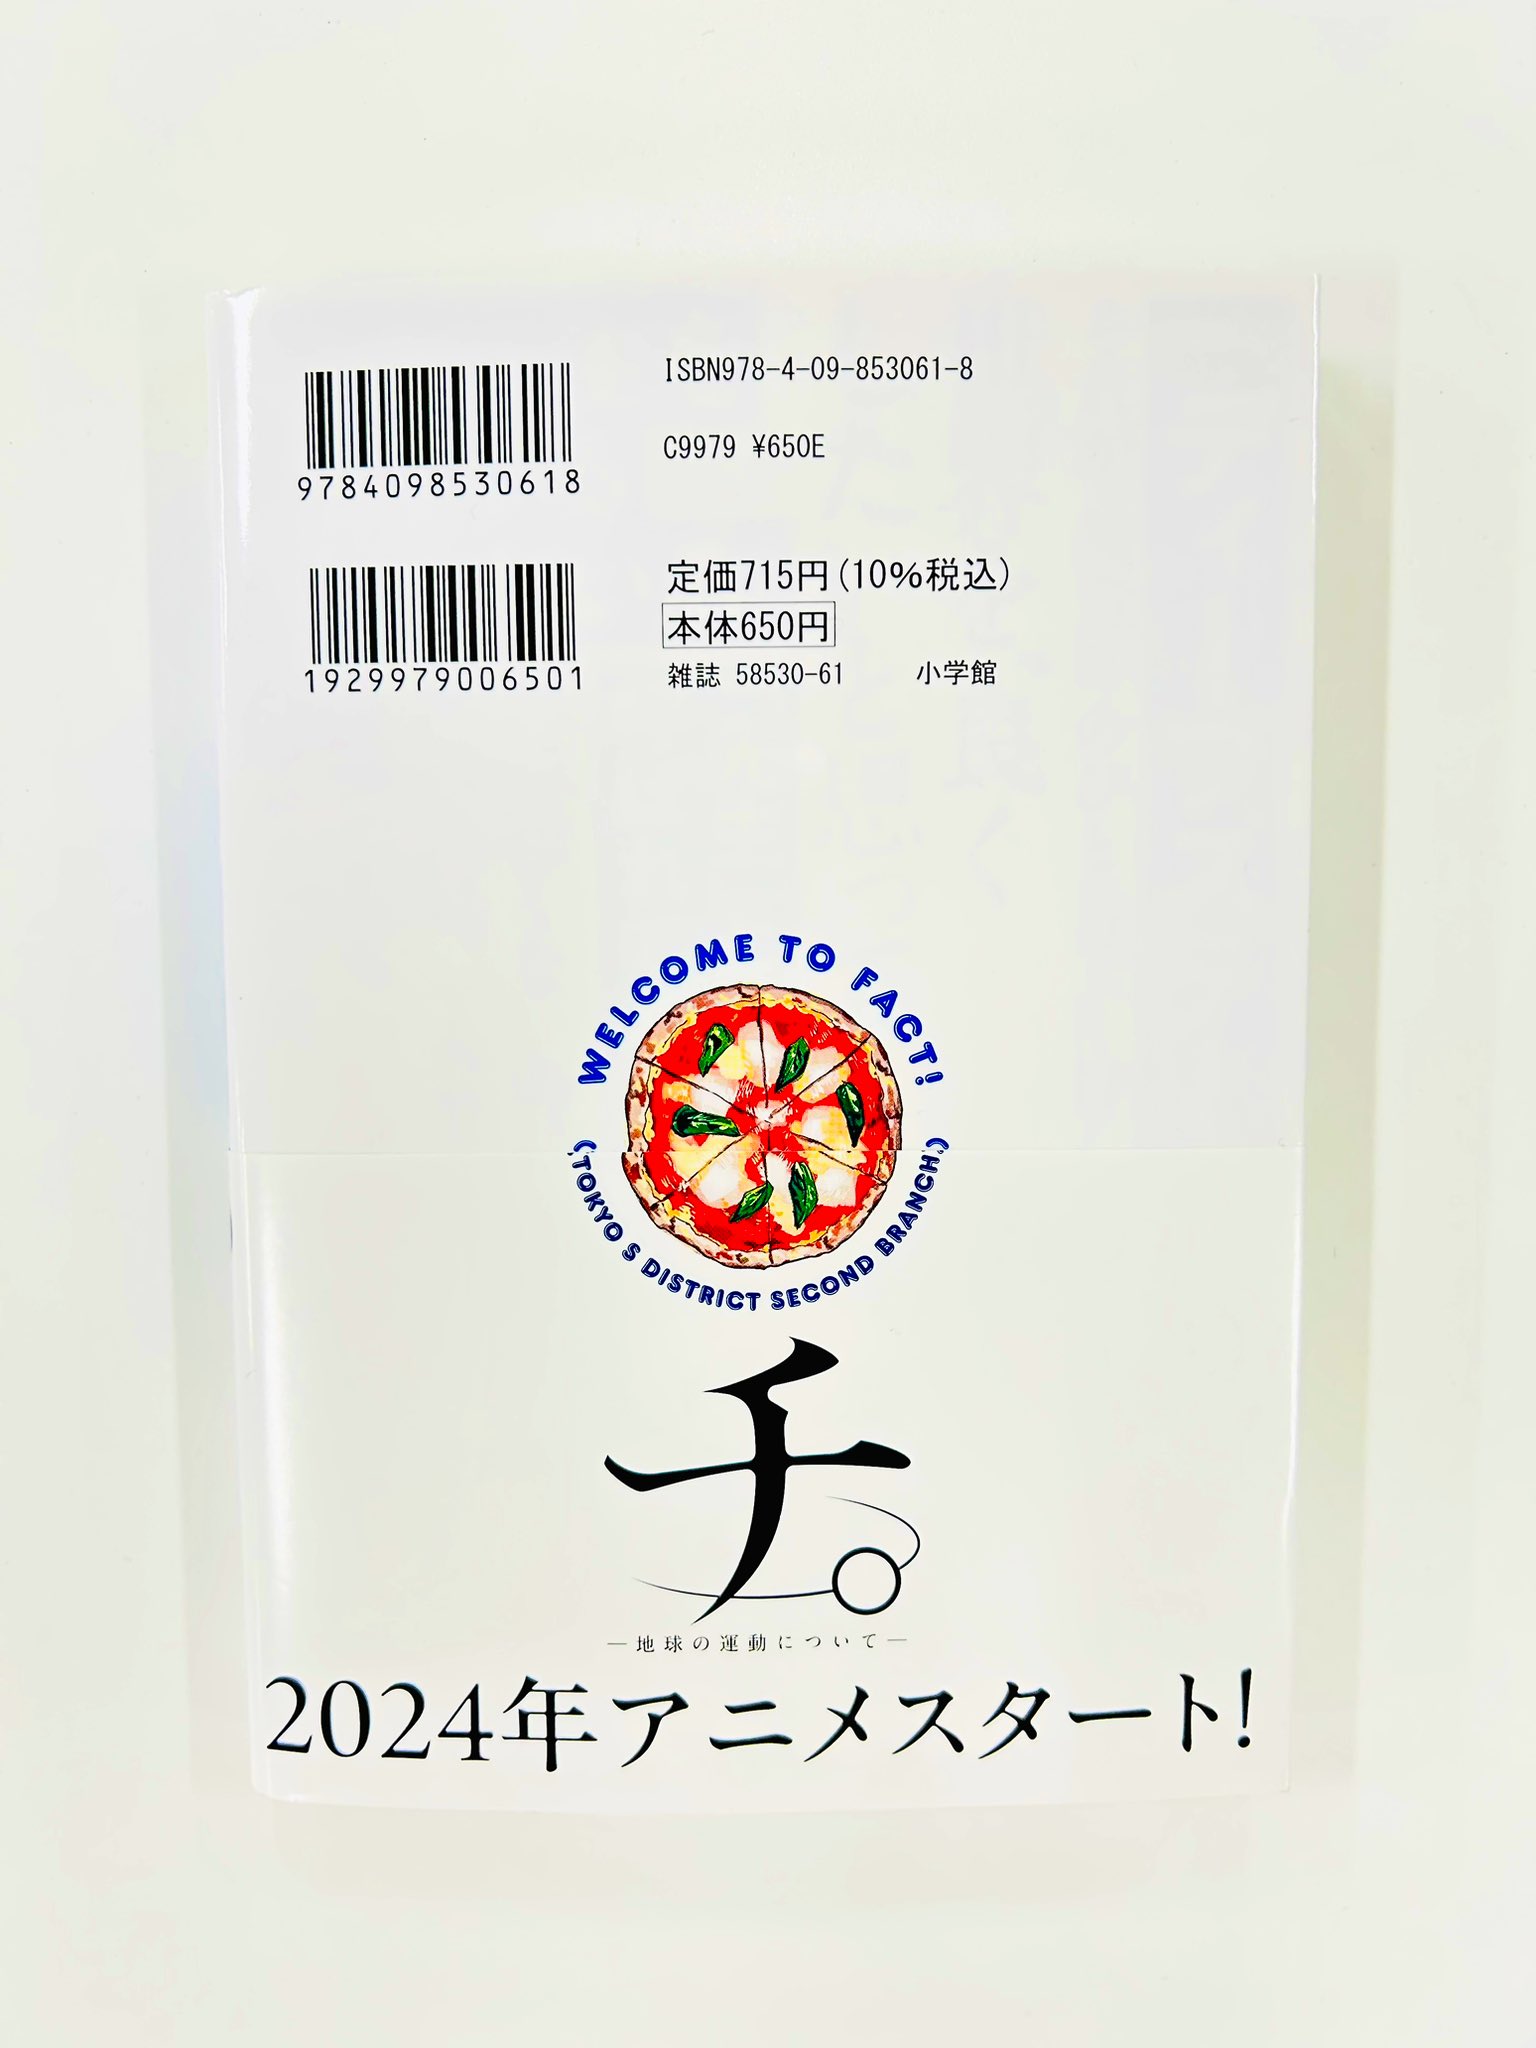 ISBN978-4-09-853061-8
9784098530618
C9979 ¥650E
定価715円(10%税込)
本体650円
1929979006501
雑誌 58530-61 小学館
WELCOME TO FACT!
(TOKYO S DISTRICT SECOND BRANCH)
チ。
―地球の運動について―
2024年アニメスタート!